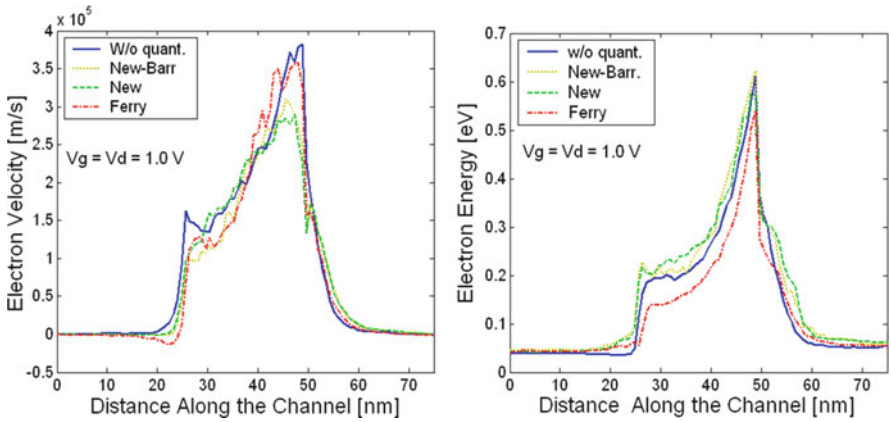 × 10⁵
4
3.5
3
2.5
2
1.5
1
0.5
0
-0.5
Electron Velocity [m/s]
W/o quant.
New-Barr
New
Ferry
Vg = Vd = 1.0 V
0 10 20 30 40 50 60 70
Distance Along the Channel [nm]
0.7
0.6
0.5
0.4
0.3
0.2
0.1
0
Electron Energy [eV]
w/o quant.
New-Barr.
New
Ferry
Vg = Vd = 1.0 V
0 10 20 30 40 50 60 70
Distance Along the Channel [nm]